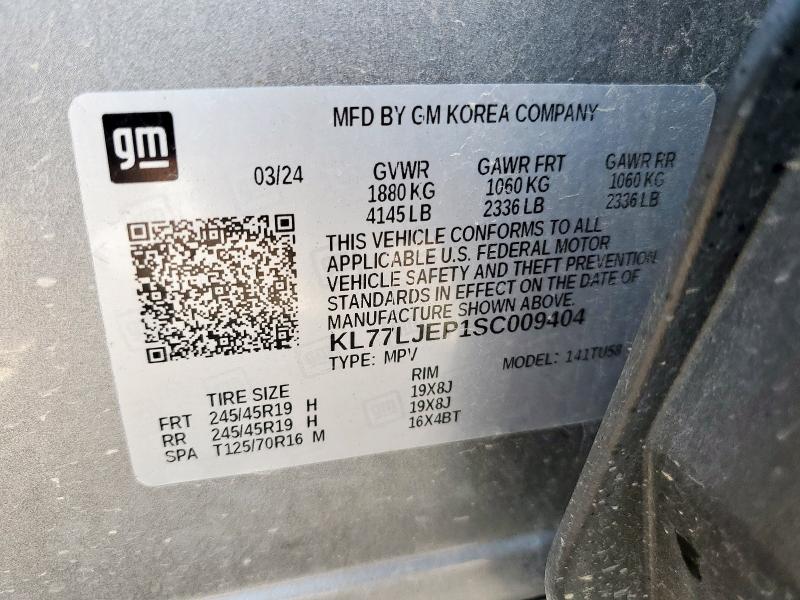 gm
MFD BY GM KOREA COMPANY
03/24
GVWR GAWR FRT GAWR RR
1880 KG 1060 KG 1060 KG
4145 LB 2336 LB 2336 LB
THIS VEHICLE CONFORMS TO ALL
APPLICABLE U.S. FEDERAL MOTOR
VEHICLE SAFETY AND THEFT PREVENTION
STANDARDS IN EFFECT ON THE DATE OF
MANUFACTURE SHOWN ABOVE.
KL77LJEP1SC009404
TYPE: MPV MODEL: 141TU58
TIRE SIZE RIM
FRT 245/45R19 H 19X8J
RR 245/45R19 H 19X8J
SPA T125/70R16 M 16X4BT